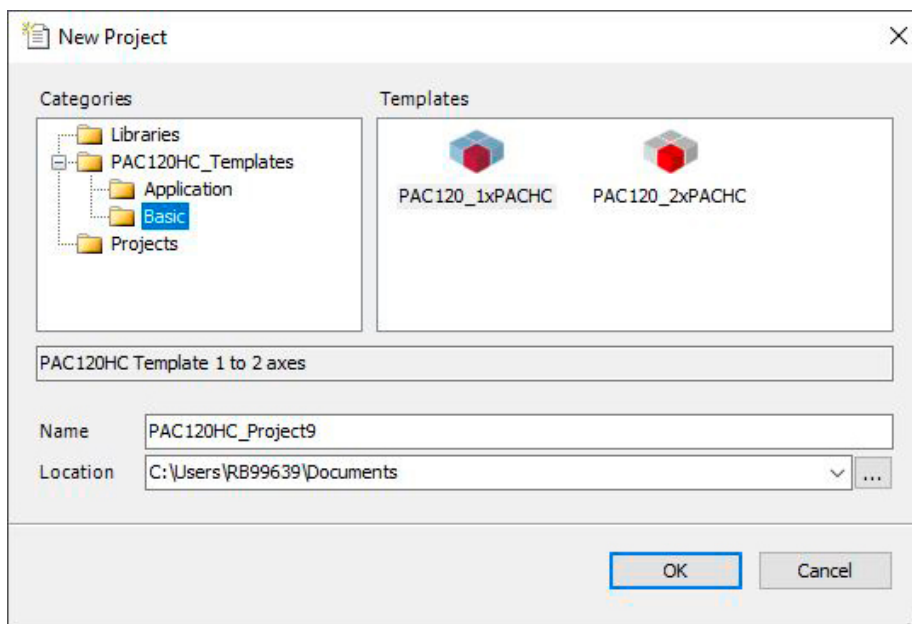 New Project
Categories
Templates
Libraries
PAC120HC_Templates
Application
Basic
Projects
PAC120_1xPACHC
PAC120_2xPACHC
PAC120HC Template 1 to 2 axes
Name
PAC120HC_Project9
Location
C:\Users\RB99639\Documents
...
OK
Cancel